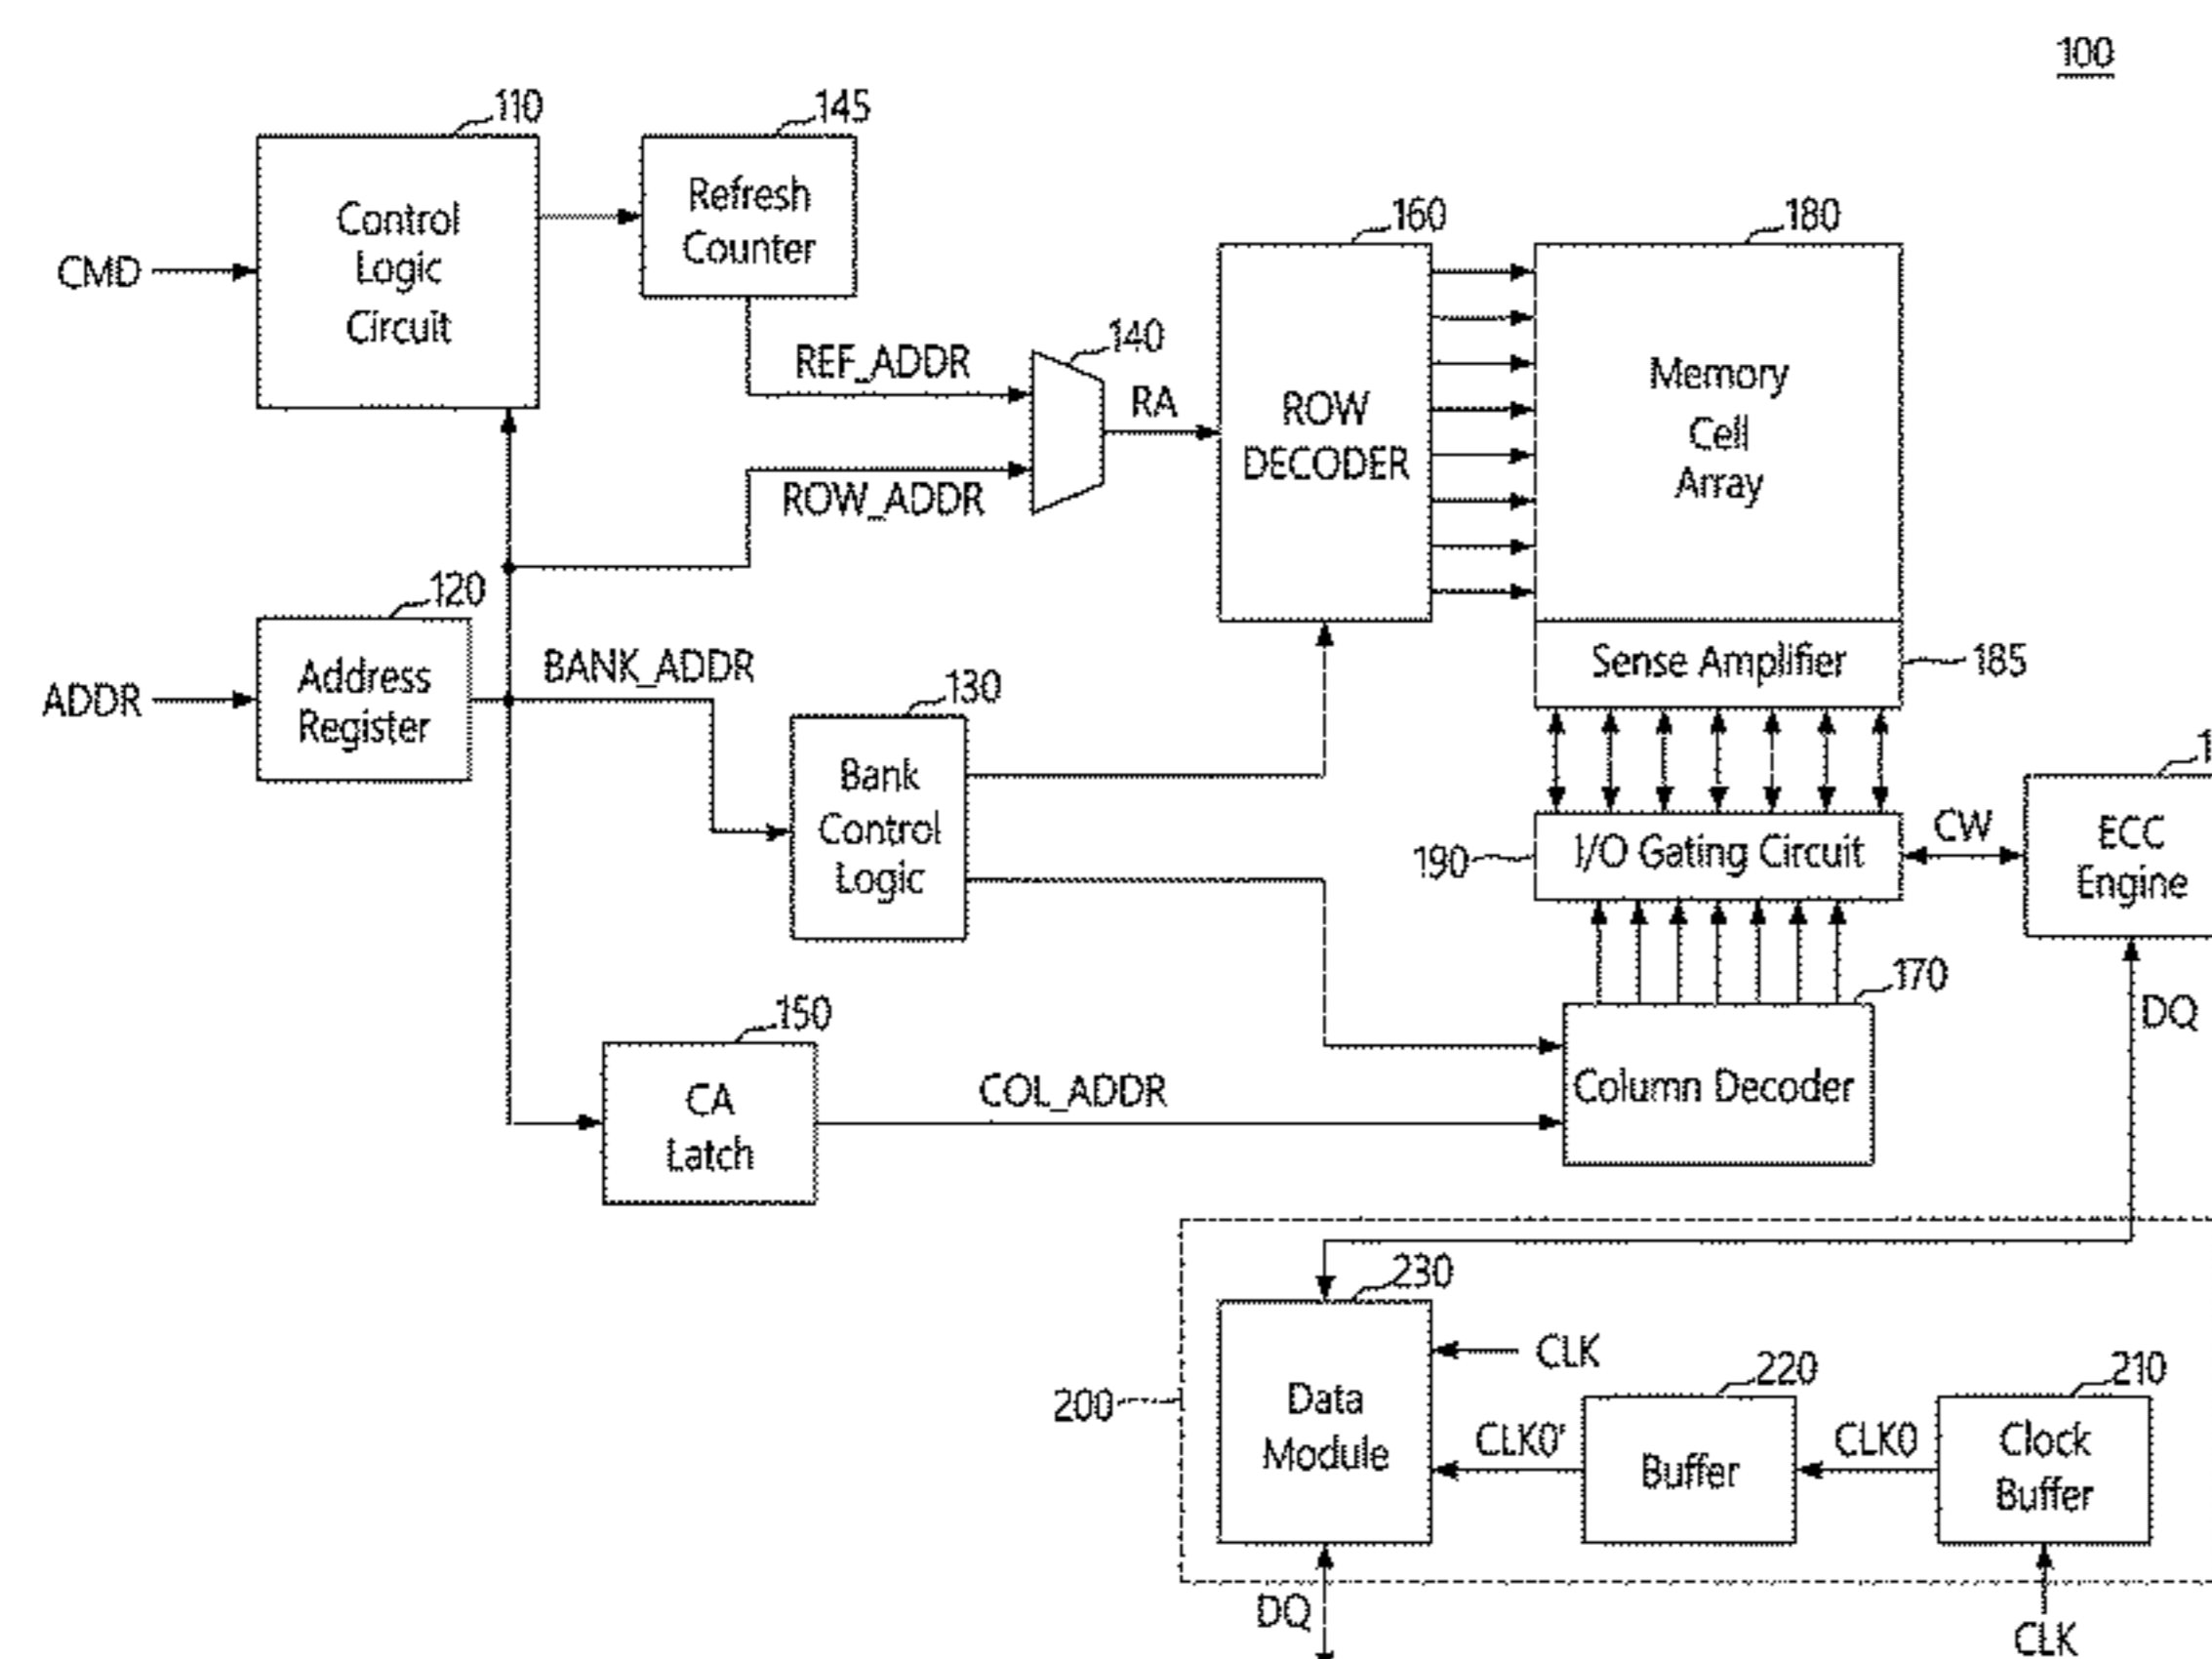 100
110
145
Control
Logic
Circuit
Refresh
Counter
CMD
160
180
REF_ADDR
140
RA
ROW
DECODER
Memory
Cell
Array
ROW_ADDR
120
Address
Register
ADDR
BANK_ADDR
130
Bank
Control
Logic
Sense Amplifier
185
190
I/O Gating Circuit
CW
ECC
Engine
170
DQ
150
CA
Latch
COL_ADDR
Column Decoder
230
200
Data
Module
CLK
220
210
CLK0'
Buffer
CLK0
Clock
Buffer
DQ
CLK